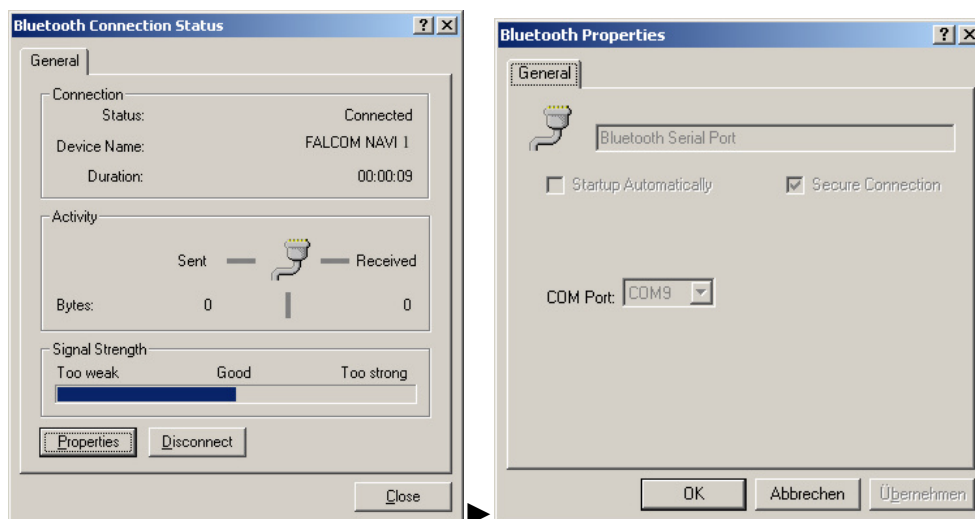 Bluetooth Connection Status
General
Connection
Status: Connected
Device Name: FALCOM NAVI 1
Duration: 00:00:09
Activity
Sent Received
Bytes: 0 0
Signal Strength
Too weak Good Too strong
Properties Disconnect
Close
Bluetooth Properties
General
Bluetooth Serial Port
Startup Automatically Secure Connection
COM Port: COM9
OK Abbrechen Übernehmen